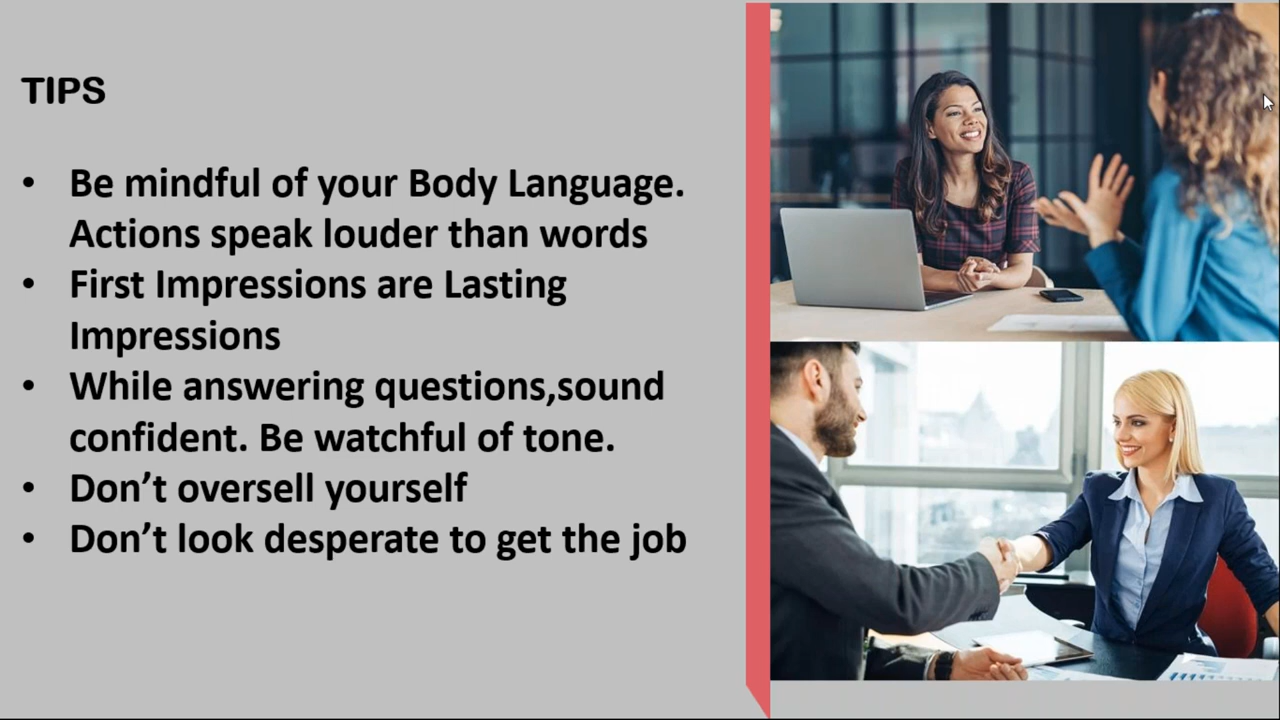 TIPS
• Be mindful of your Body Language.
Actions speak louder than words
• First Impressions are Lasting
Impressions
• While answering questions,sound
confident. Be watchful of tone.
• Don’t oversell yourself
• Don’t look desperate to get the job